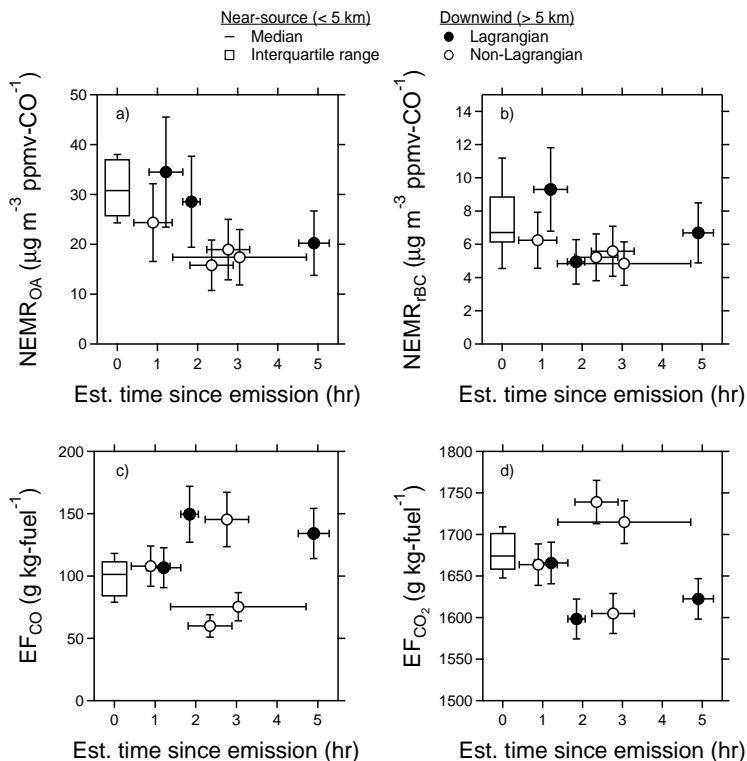 Near-source (< 5 km) Downwind (> 5 km)
Median Lagrangian
Interquartile range Non-Lagrangian
50
40
30
20
10
0
a)
NEMR_OA (µg m⁻³ ppmv-CO⁻¹)
0 1 2 3 4 5
Est. time since emission (hr)
14
12
10
8
6
4
2
0
b)
NEMR_rBC (µg m⁻³ ppmv-CO⁻¹)
0 1 2 3 4 5
Est. time since emission (hr)
200
150
100
50
0
c)
EF_CO (g kg-fuel⁻¹)
0 1 2 3 4 5
Est. time since emission (hr)
1800
1750
1700
1650
1600
1550
1500
d)
EF_CO₂ (g kg-fuel⁻¹)
0 1 2 3 4 5
Est. time since emission (hr)